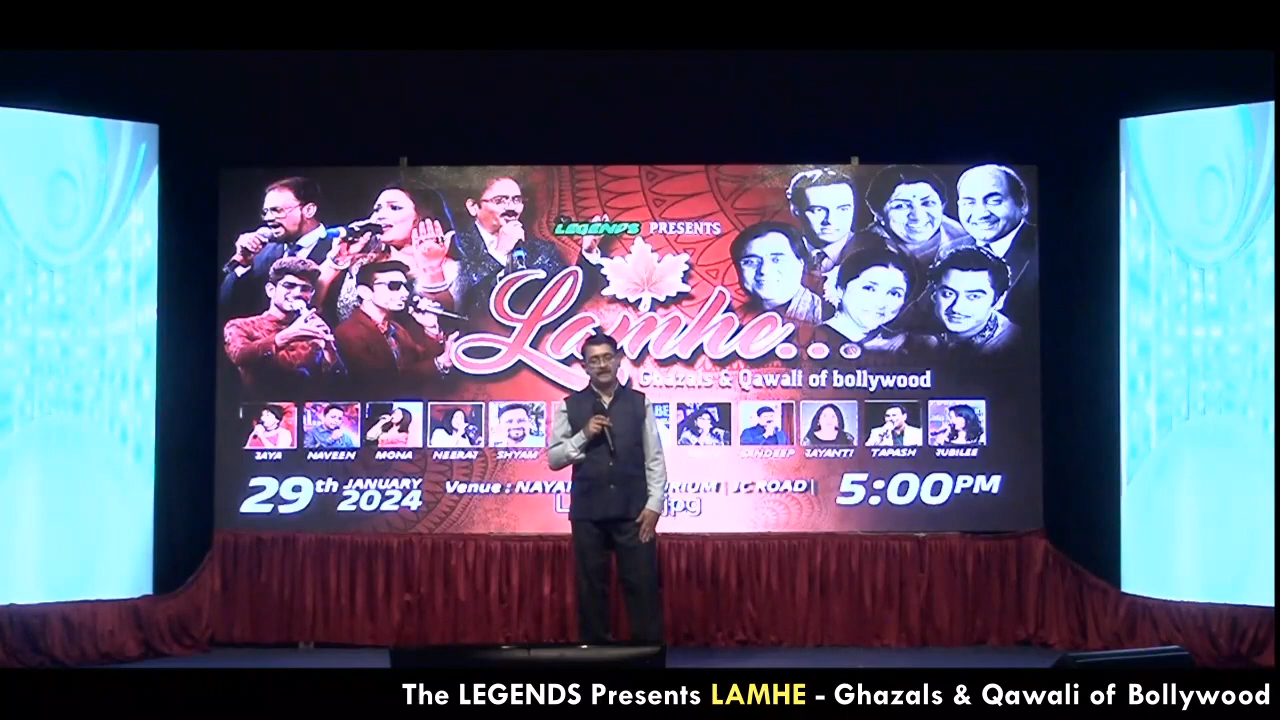 LEGENDS PRESENTS
Lamhe...
Ghazals & Qawali of bollywood
JAYA NAVEEN MONA NEERAJ SHYAM SANDEEP JAYANTI TAPASH JUBILEE
29th JANUARY 2024
Venue : JC ROAD |
5:00PM
jpg
The LEGENDS Presents LAMHE - Ghazals & Qawali of Bollywood